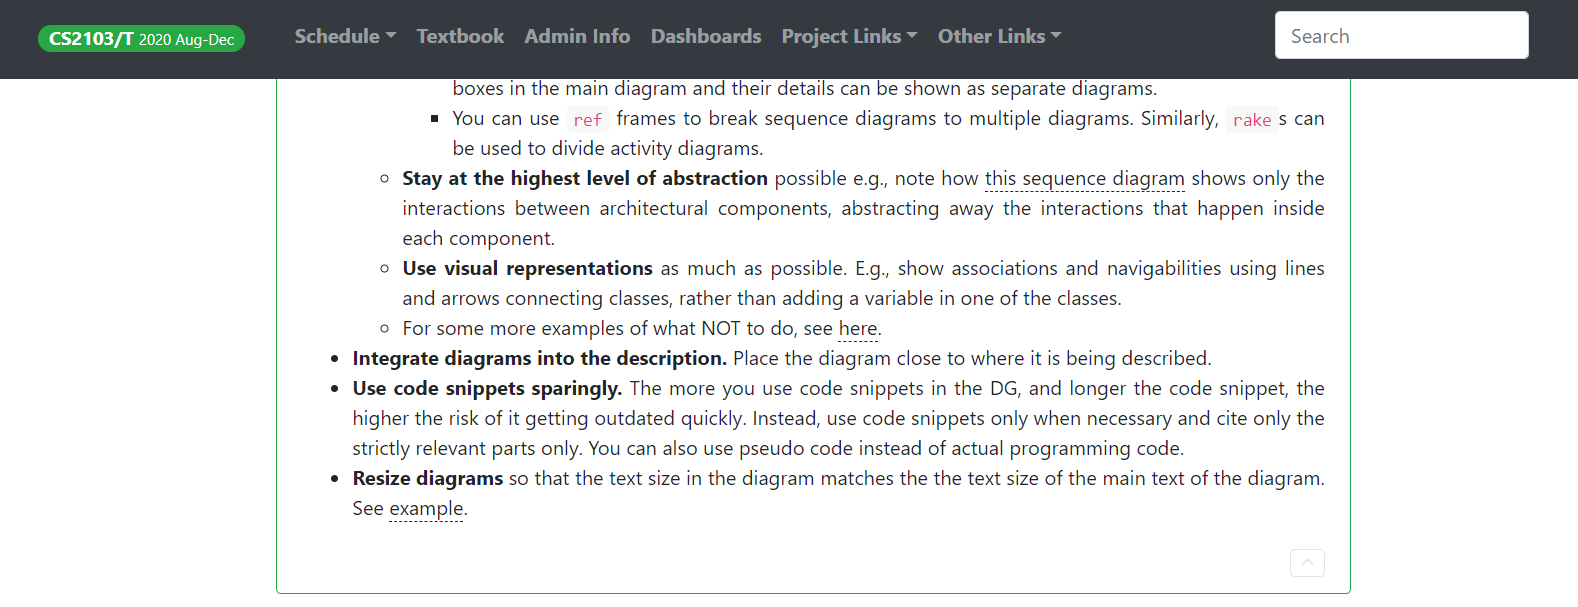 CS2103/T 2020 Aug-Dec Schedule Textbook Admin Info Dashboards Project Links Other Links Search
boxes in the main diagram and their details can be shown as separate diagrams.
You can use ref frames to break sequence diagrams to multiple diagrams. Similarly, rakes can
be used to divide activity diagrams.
Stay at the highest level of abstraction possible e.g., note how this sequence diagram shows only the
interactions between architectural components, abstracting away the interactions that happen inside
each component.
Use visual representations as much as possible. E.g., show associations and navigabilities using lines
and arrows connecting classes, rather than adding a variable in one of the classes.
For some more examples of what NOT to do, see here.
Integrate diagrams into the description. Place the diagram close to where it is being described.
Use code snippets sparingly. The more you use code snippets in the DG, and longer the code snippet, the
higher the risk of it getting outdated quickly. Instead, use code snippets only when necessary and cite only the
strictly relevant parts only. You can also use pseudo code instead of actual programming code.
Resize diagrams so that the text size in the diagram matches the the text size of the main text of the diagram.
See example.